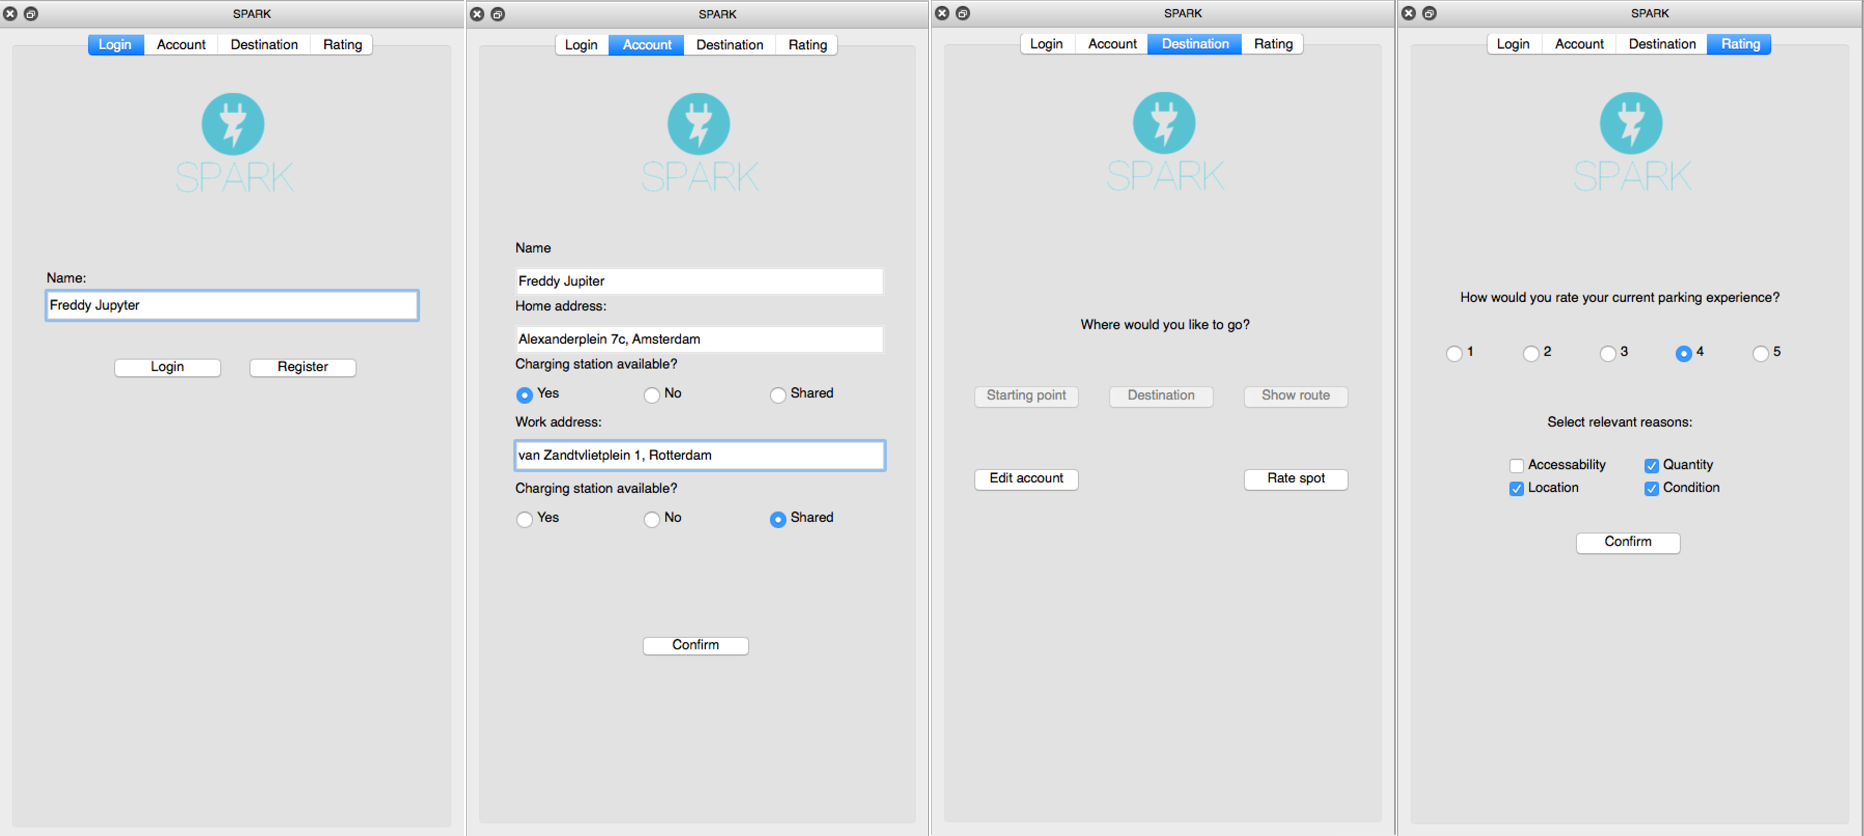 SPARK
Login Account Destination Rating
SPARK
Name:
Freddy Jupyter
Login Register
SPARK
Login Account Destination Rating
SPARK
Name
Freddy Jupiter
Home address:
Alexanderplein 7c, Amsterdam
Charging station available?
Yes No Shared
Work address:
van Zandtvlietplein 1, Rotterdam
Charging station available?
Yes No Shared
Confirm
SPARK
Login Account Destination Rating
SPARK
Where would you like to go?
Starting point Destination Show route
Edit account Rate spot
SPARK
Login Account Destination Rating
SPARK
How would you rate your current parking experience?
1 2 3 4 5
Select relevant reasons:
Accessability Quantity
Location Condition
Confirm